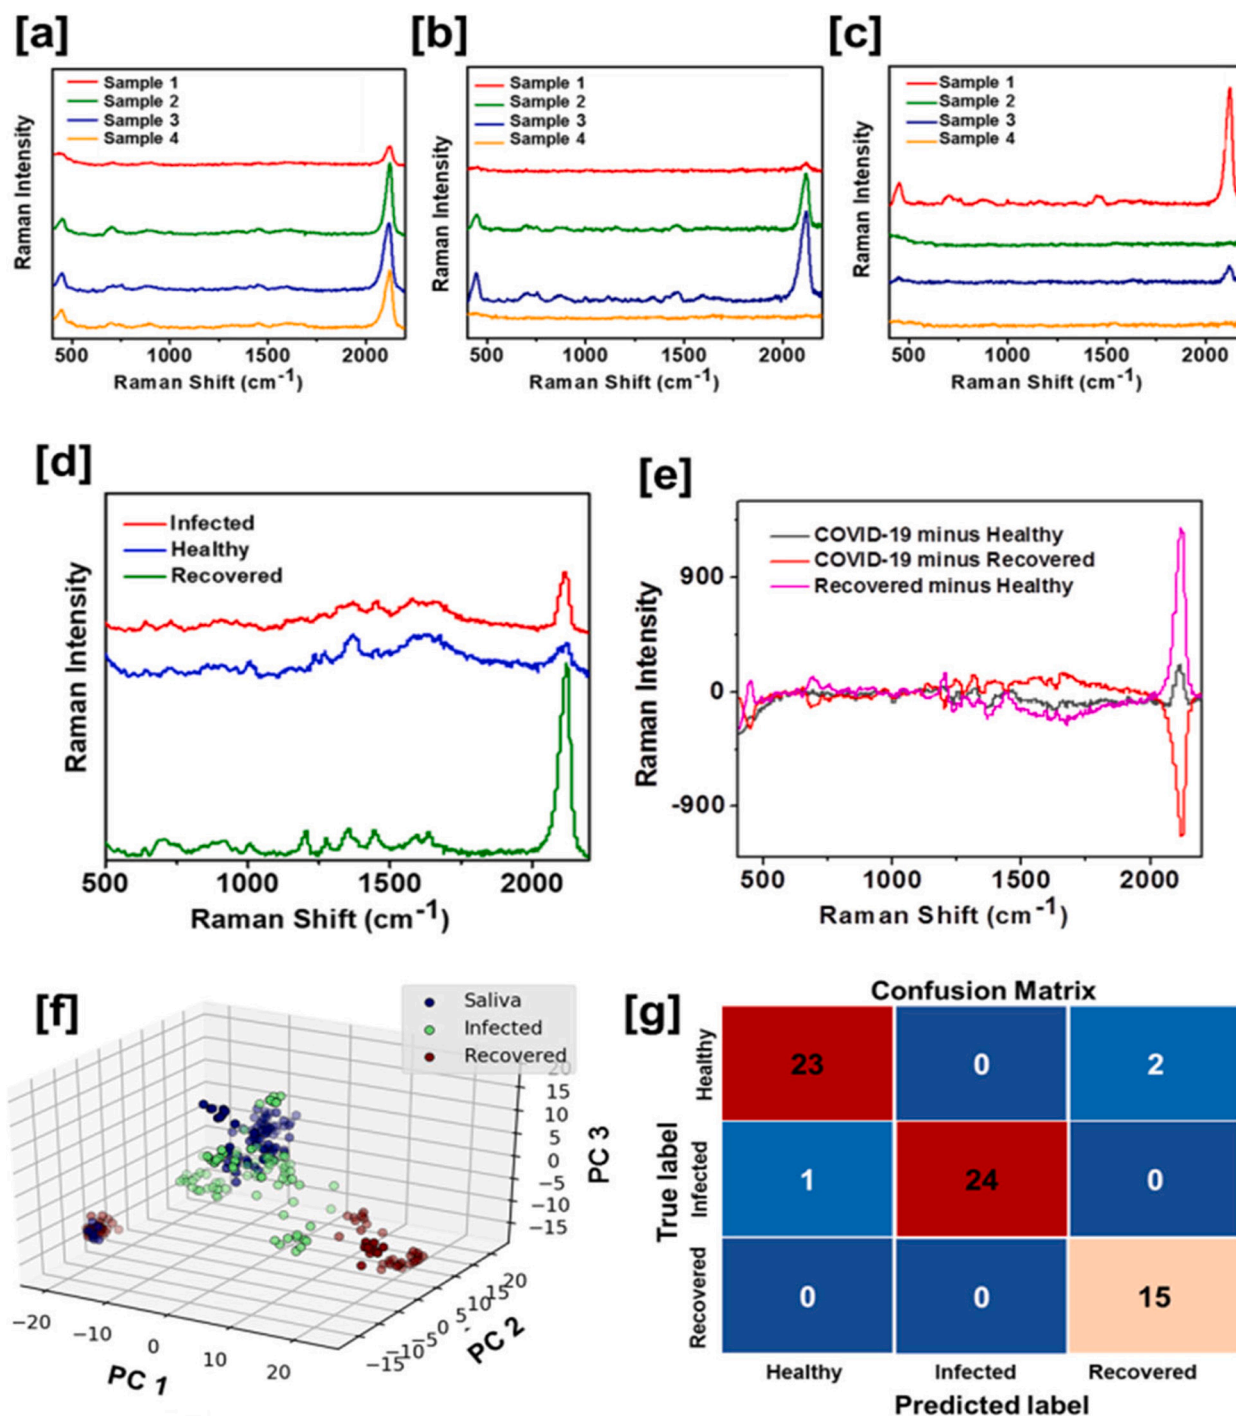 [a]
Sample 1
Sample 2
Sample 3
Sample 4
Raman Intensity
500 1000 1500 2000
Raman Shift (cm-1)
[b]
Sample 1
Sample 2
Sample 3
Sample 4
Raman Intensity
500 1000 1500 2000
Raman Shift (cm-1)
[c]
Sample 1
Sample 2
Sample 3
Sample 4
Raman Intensity
500 1000 1500 2000
Raman Shift (cm-1)
[d]
Infected
Healthy
Recovered
Raman Intensity
500 1000 1500 2000
Raman Shift (cm-1)
[e]
COVID-19 minus Healthy
COVID-19 minus Recovered
Recovered minus Healthy
900
0
-900
Raman Intensity
500 1000 1500 2000
Raman Shift (cm-1)
[f]
Saliva
Infected
Recovered
20
15
10
5
0
−5
−10
−15
PC 3
−20 −10 0 10 20
PC 1
−15 −10 −5 0 5 10 15 20
PC 2
[g]
Confusion Matrix
Healthy 23 0 2
Infected 1 24 0
Recovered 0 0 15
True label
Healthy Infected Recovered
Predicted label